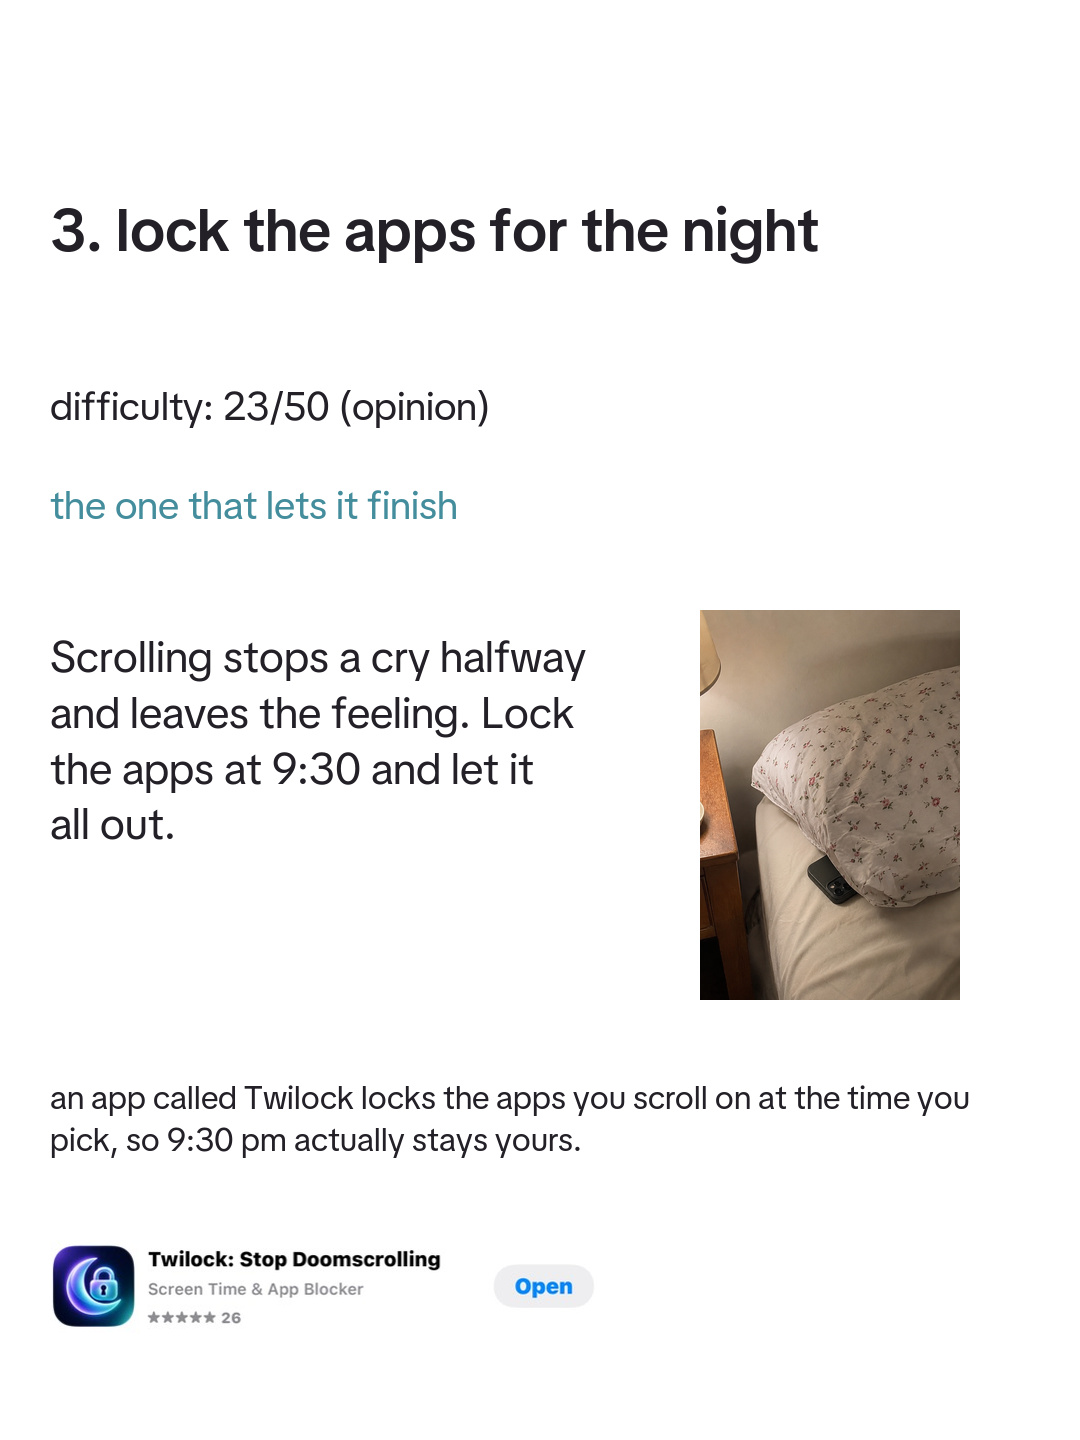 3. lock the apps for the night
difficulty: 23/50 (opinion)
the one that lets it finish
Scrolling stops a cry halfway
and leaves the feeling. Lock
the apps at 9:30 and let it
all out.
an app called Twilock locks the apps you scroll on at the time you
pick, so 9:30 pm actually stays yours.
Twilock: Stop Doomscrolling
Screen Time & App Blocker
★★★★★ 26
Open